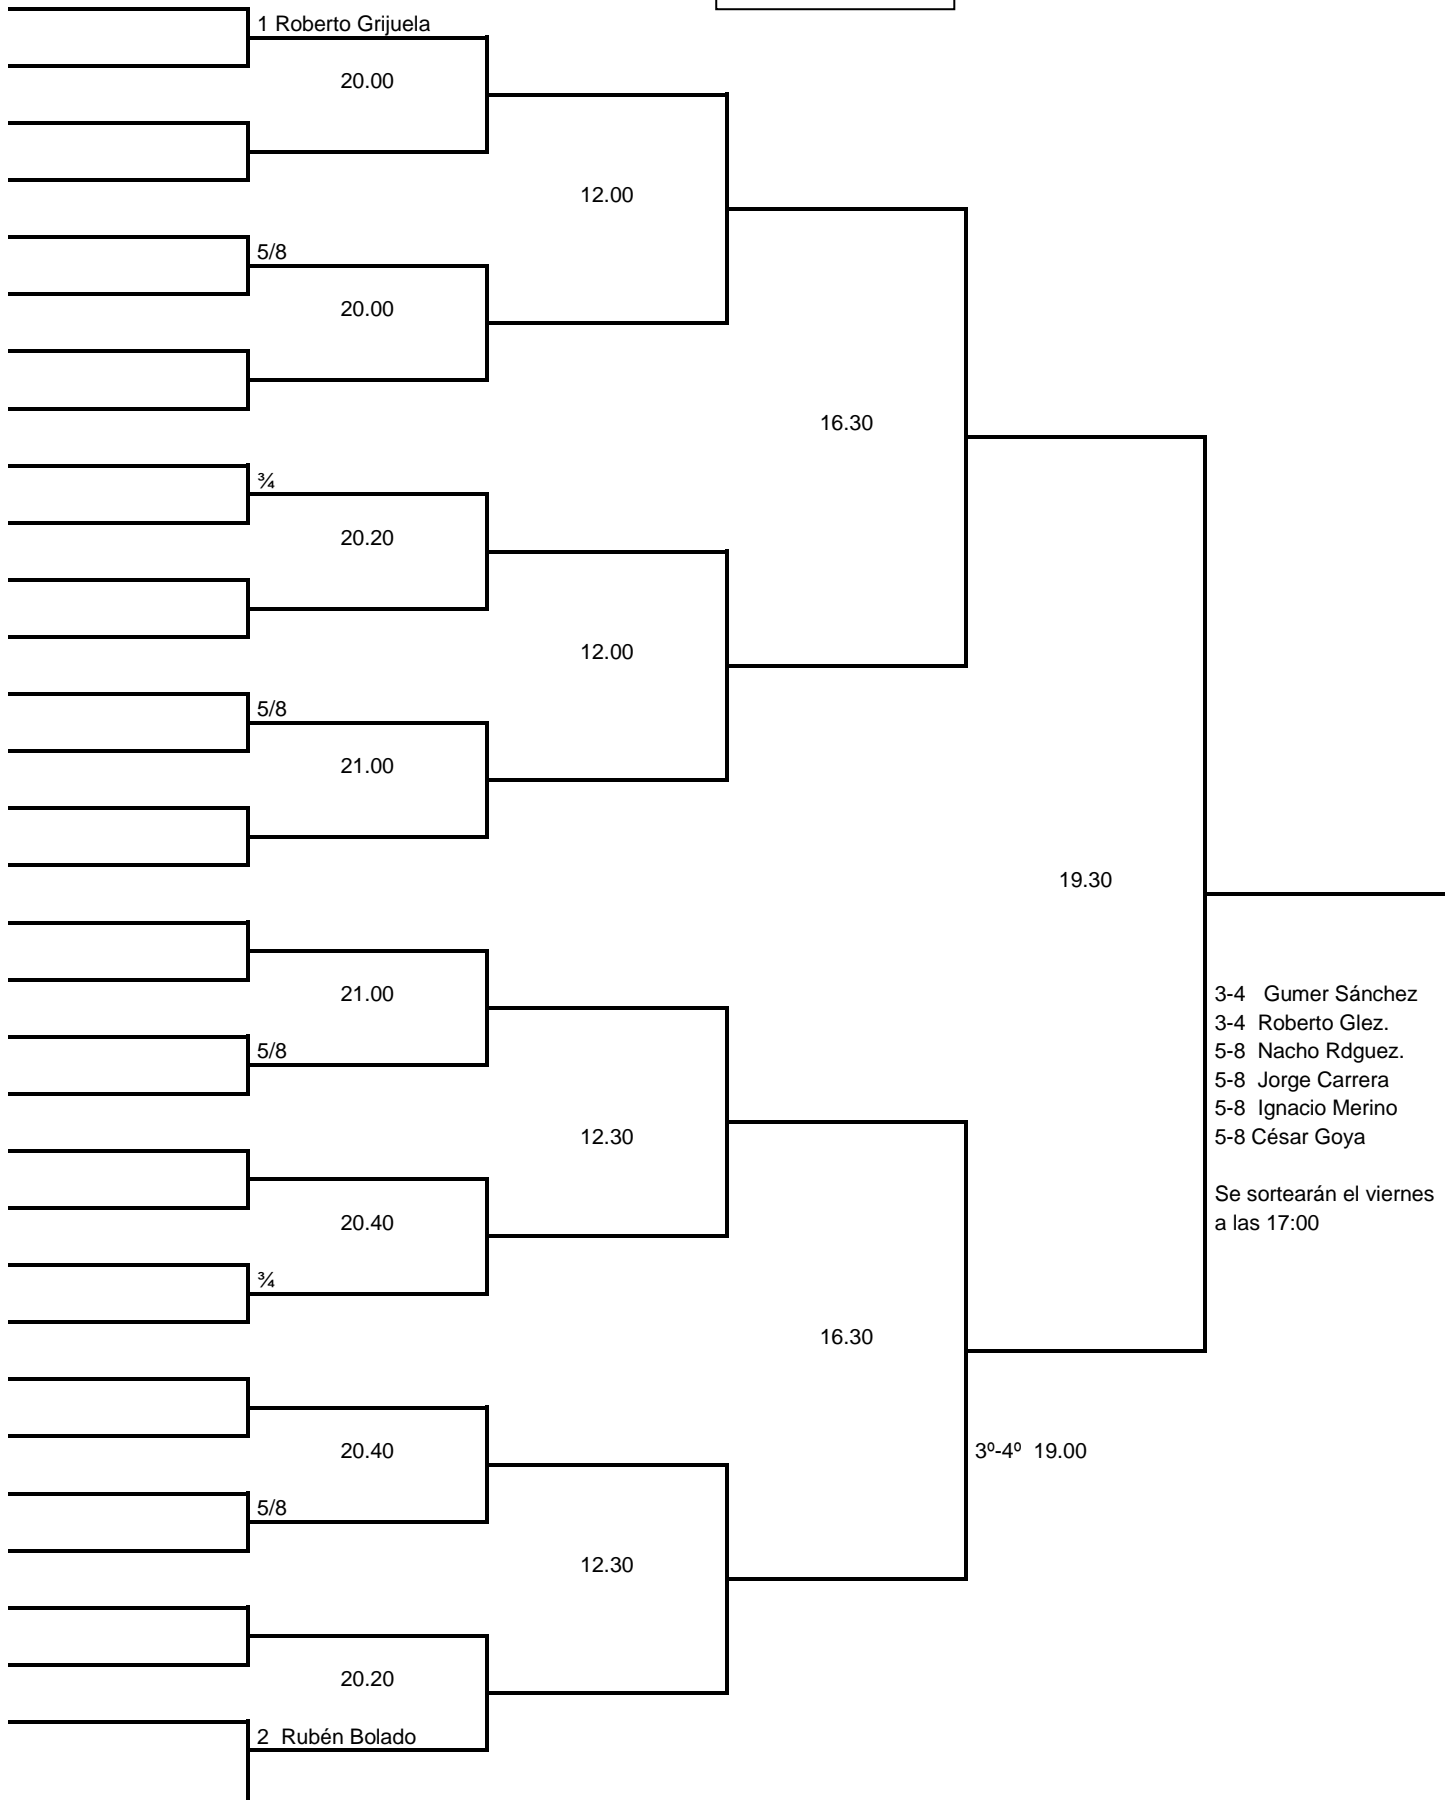 1 Roberto Grijuela
20.00
12.00
5/8
20.00
16.30
¾
20.20
12.00
5/8
21.00
19.30
21.00
5/8
12.30
20.40
¾
16.30
20.40
5/8
12.30
20.20
2 Rubén Bolado
3º-4º 19.00
3-4 Gumer Sánchez
3-4 Roberto Glez.
5-8 Nacho Rdguez.
5-8 Jorge Carrera
5-8 Ignacio Merino
5-8 César Goya
Se sortearán el viernes
a las 17:00